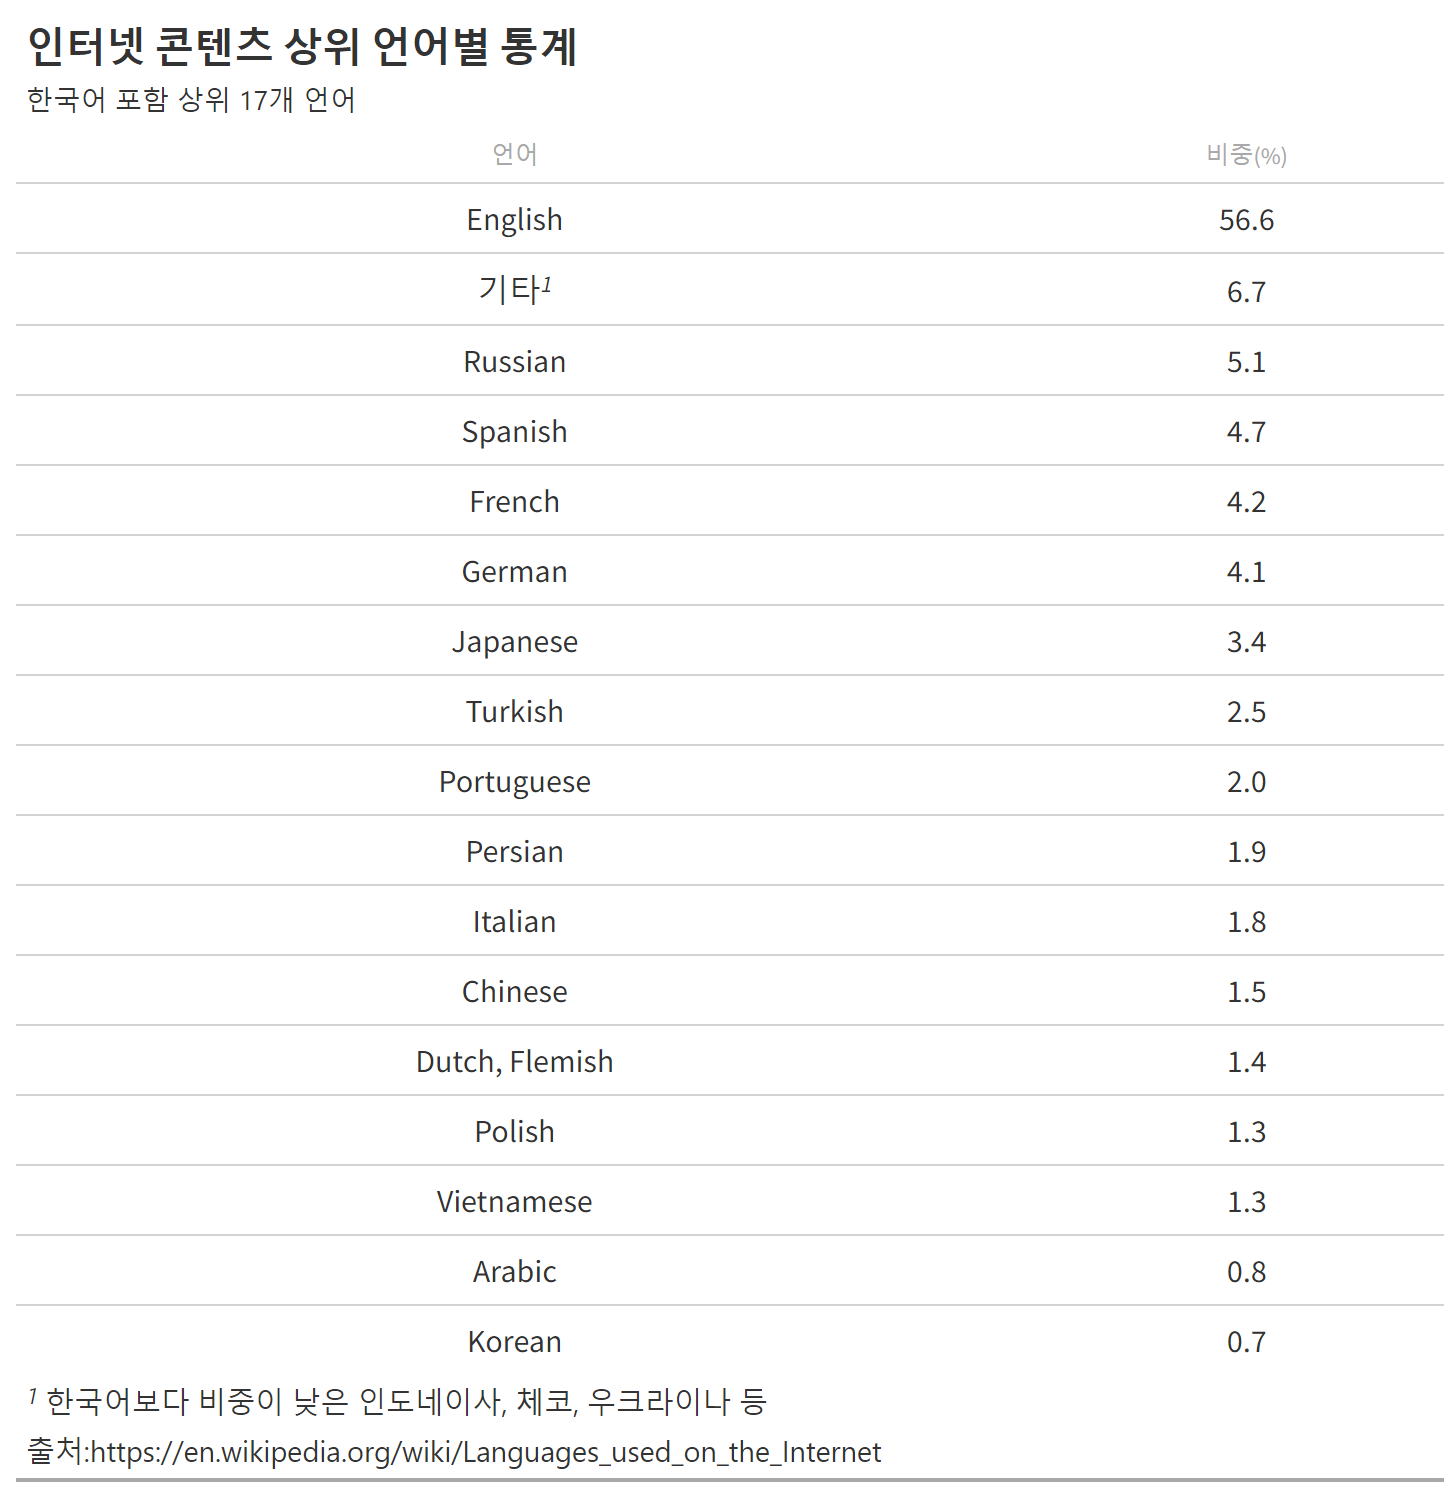 인터넷 콘텐츠 상위 언어별 통계
한국어 포함 상위 17개 언어
언어 비중(%)
English 56.6
기타1 6.7
Russian 5.1
Spanish 4.7
French 4.2
German 4.1
Japanese 3.4
Turkish 2.5
Portuguese 2.0
Persian 1.9
Italian 1.8
Chinese 1.5
Dutch, Flemish 1.4
Polish 1.3
Vietnamese 1.3
Arabic 0.8
Korean 0.7
1 한국어보다 비중이 낮은 인도네이사, 체코, 우크라이나 등
출처:https://en.wikipedia.org/wiki/Languages_used_on_the_Internet